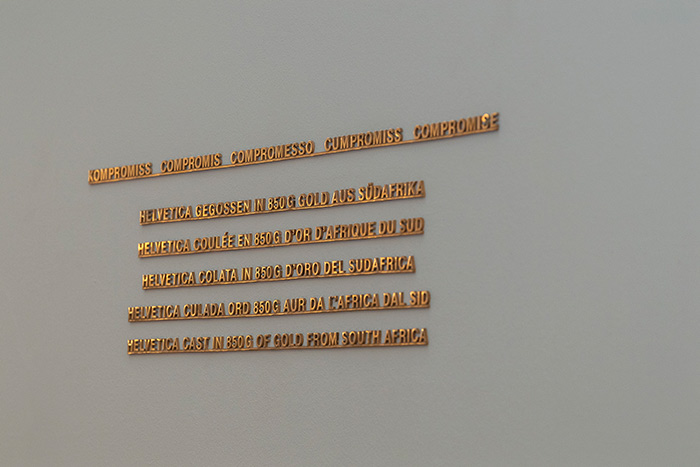 KOMPROMISS COMPROMIS COMPROMESSO CUMPROMISS COMPROMISE
HELVETICA GEGOSSEN IN 850G GOLD AUS SÜDAFRIKA
HELVETICA COULÉE EN 850G D'OR D'AFRIQUE DU SUD
HELVETICA COLATA IN 850G D'ORO DEL SUDAFRICA
HELVETICA CULADA ORD 850G AUR DA L'AFRICA DAL SID
HELVETICA CAST IN 850G OF GOLD FROM SOUTH AFRICA